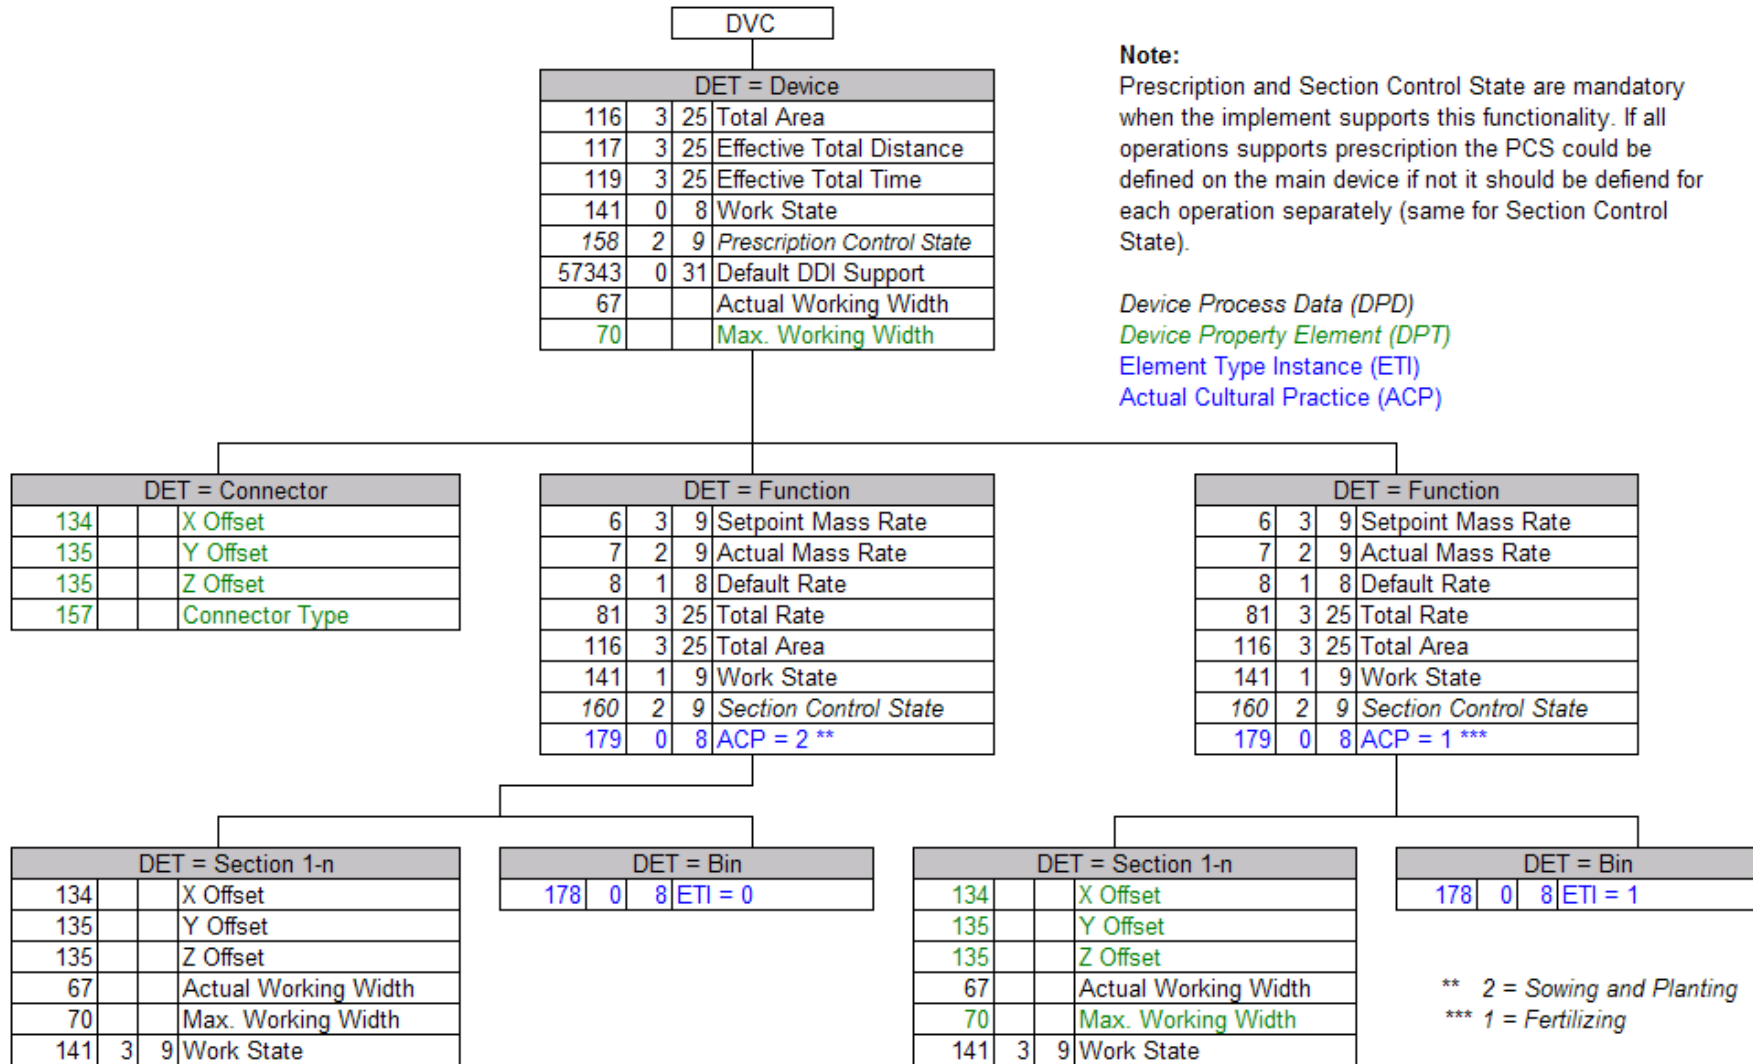 DVC
DET = Device
116 3 25 Total Area
117 3 25 Effective Total Distance
119 3 25 Effective Total Time
141 0 8 Work State
158 2 9 Prescription Control State
57343 0 31 Default DDI Support
67 Actual Working Width
70 Max. Working Width
Note:
Prescription and Section Control State are mandatory
when the implement supports this functionality. If all
operations supports prescription the PCS could be
defined on the main device if not it should be defiend for
each operation separately (same for Section Control
State).
Device Process Data (DPD)
Device Property Element (DPT)
Element Type Instance (ETI)
Actual Cultural Practice (ACP)
DET = Connector
134 X Offset
135 Y Offset
135 Z Offset
157 Connector Type
DET = Function
6 3 9 Setpoint Mass Rate
7 2 9 Actual Mass Rate
8 1 8 Default Rate
81 3 25 Total Rate
116 3 25 Total Area
141 1 9 Work State
160 2 9 Section Control State
179 0 8 ACP = 2 **
DET = Function
6 3 9 Setpoint Mass Rate
7 2 9 Actual Mass Rate
8 1 8 Default Rate
81 3 25 Total Rate
116 3 25 Total Area
141 1 9 Work State
160 2 9 Section Control State
179 0 8 ACP = 1 ***
DET = Section 1-n
134 X Offset
135 Y Offset
135 Z Offset
67 Actual Working Width
70 Max. Working Width
141 3 9 Work State
DET = Bin
178 0 8 ETI = 0
DET = Section 1-n
134 X Offset
135 Y Offset
135 Z Offset
67 Actual Working Width
70 Max. Working Width
141 3 9 Work State
DET = Bin
178 0 8 ETI = 1
** 2 = Sowing and Planting
*** 1 = Fertilizing